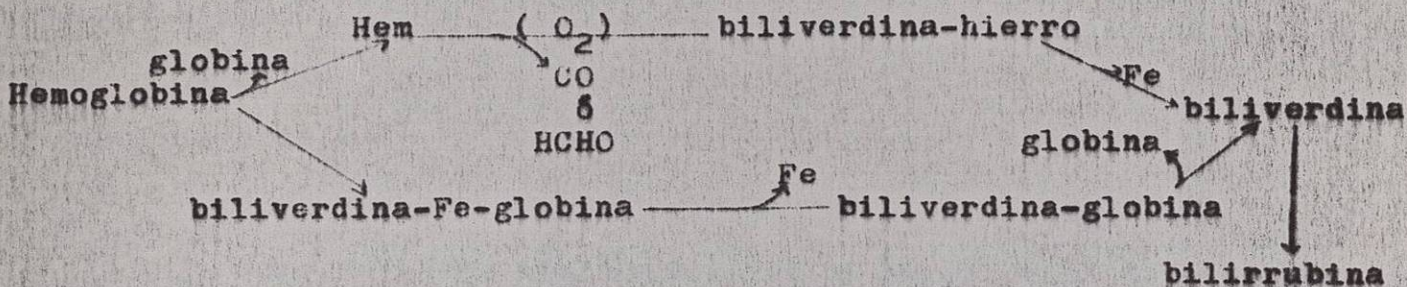 Hem ( O2 ) biliverdina-hierro
globina
Hemoglobina
CO
Fe
biliverdina
ó
HCHO
globina
Fe
biliverdina-Fe-globina biliverdina-globina
bilirrubina